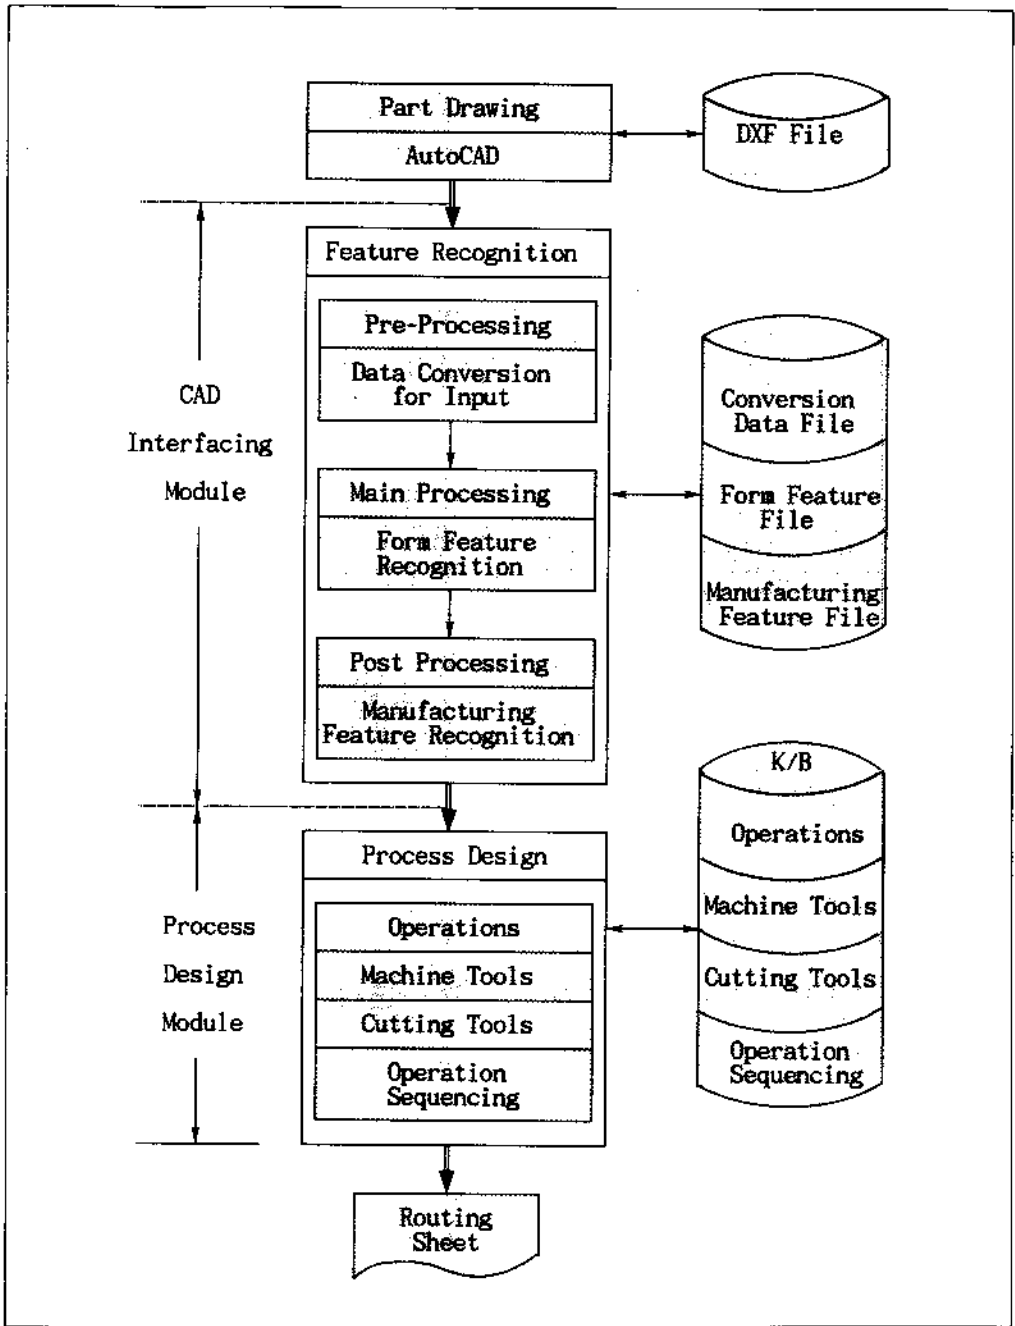 Part Drawing
AutoCAD
DXF File
Feature Recognition
Pre-Processing
Data Conversion
for Input
Main Processing
Form Feature
Recognition
Post Processing
Manufacturing
Feature Recognition
CAD
Interfacing
Module
Conversion
Data File
Form Feature
File
Manufacturing
Feature File
Process Design
Operations
Machine Tools
Cutting Tools
Operation
Sequencing
Process
Design
Module
K/B
Operations
Machine Tools
Cutting Tools
Operation
Sequencing
Routing
Sheet